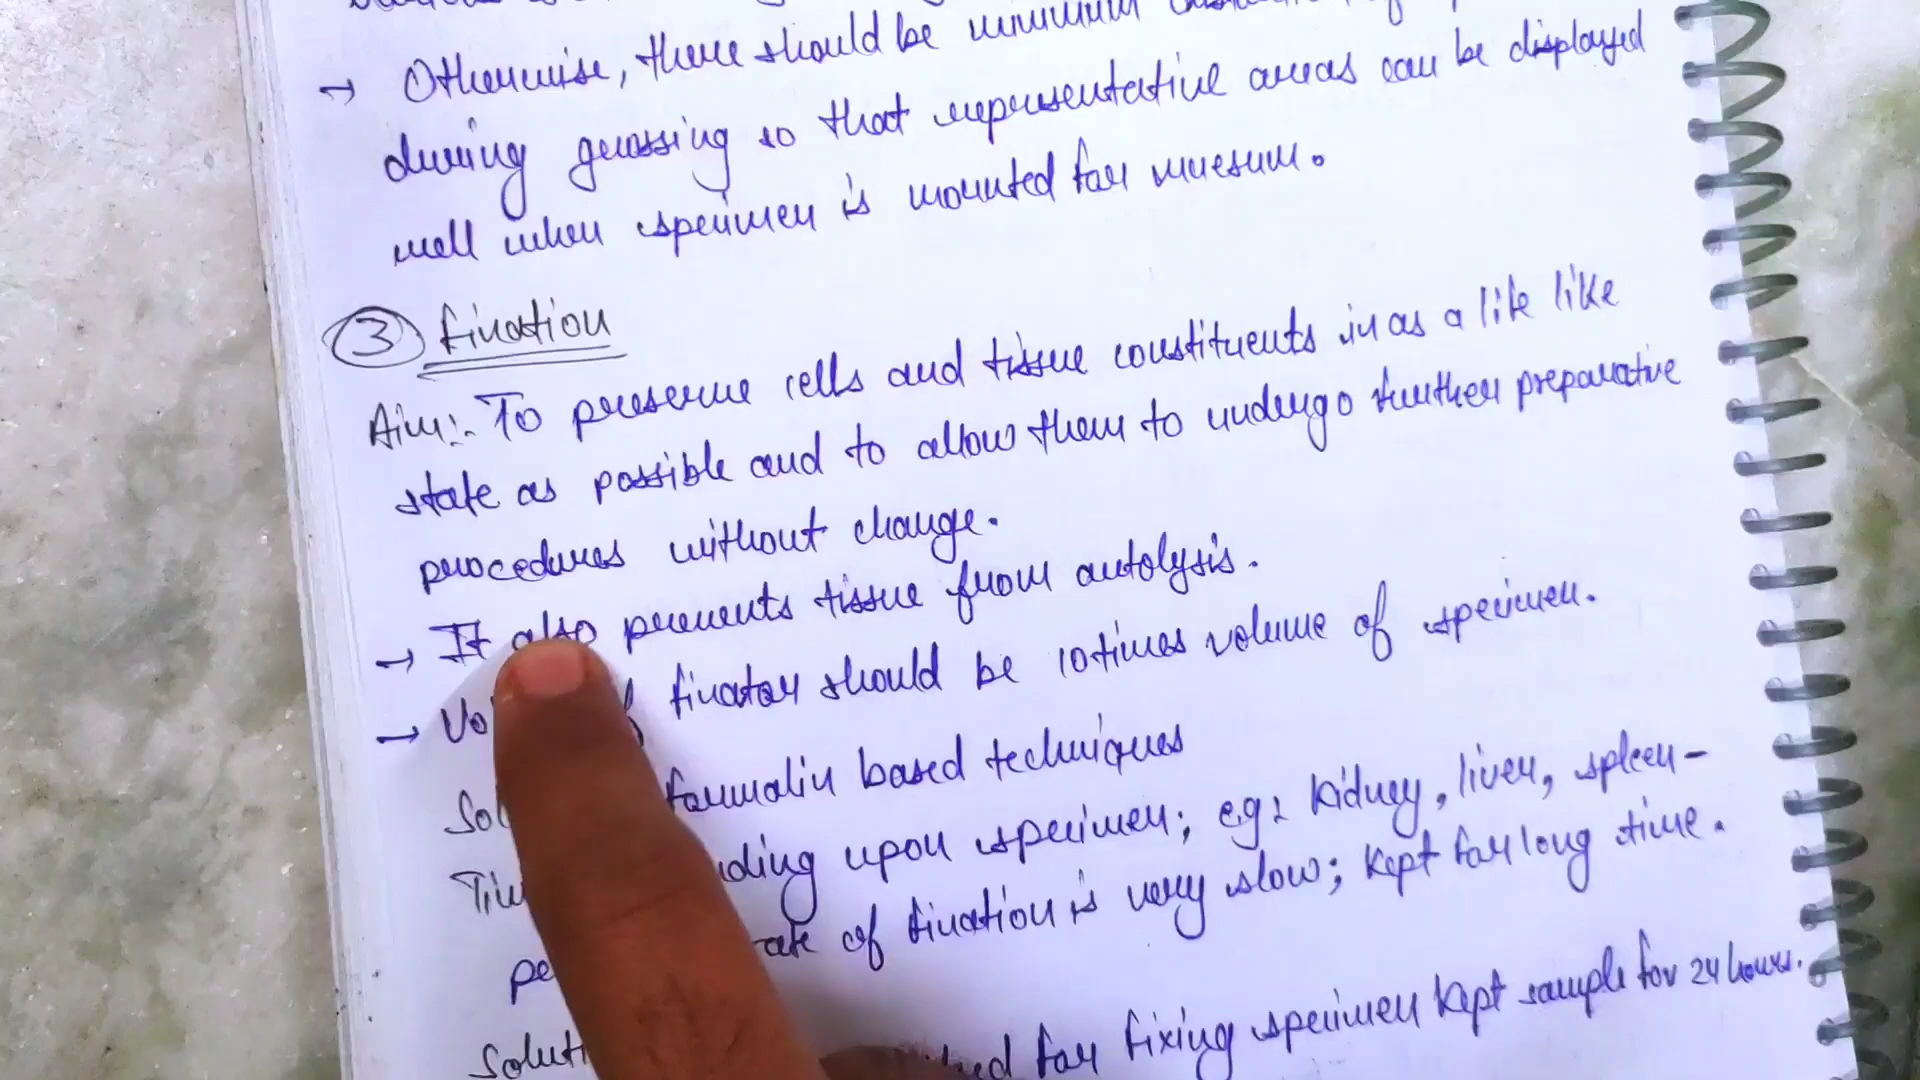 → Otherwise, there should be minimum
during grossing so that representative areas can be displayed
well when specimen is mounted for muesum.
③ fixation
Aim:- To preserve cells and tissue constituents in as a life like
state as possible and to allow them to undergo further preparative
procedures without change.
→ It also prevents tissue from autolysis.
→ fixator should be 10 times volume of specimen.
formalin based techniques
upon specimen; eg: Kidney, liver, spleen-
of fixation is very slow; Kept for long time.
for fixing specimen Kept sample for 24 hours.